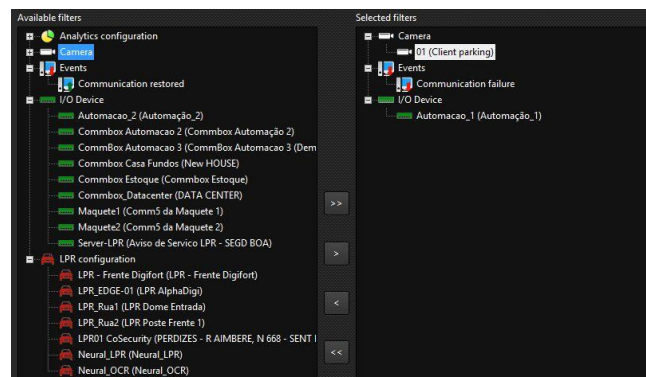 Available filters
Analytics configuration
Camera
Events
Communication restored
I/O Device
Automacao_2 (Automação_2)
Commbox Automacao 2 (Commbox Automação 2)
CommBox Automacao 3 (CommBox Automacao 3 (Dem
Commbox Casa Fundos (New HOUSE)
Commbox Estoque (Commbox Estoque)
Commbox_Datacenter (DATA CENTER)
Maquete1 (Comm5 da Maquete 1)
Maquete2 (Comm5 da Maquete 2)
Server-LPR (Aviso de Servico LPR - SEGD BOA)
LPR configuration
LPR - Frente Digifort (LPR - Frente Digifort)
LPR_EDGE-01 (LPR AlphaDigi)
LPR_Rua1 (LPR Dome Entrada)
LPR_Rua2 (LPR Poste Frente 1)
LPR01 CoSecurity (PERDIZES - R AIMBERE, N 668 - SENT I
Neural_LPR (Neural_LPR)
Neural_OCR (Neural_OCR)
>>
>
<
<<
Selected filters
Camera
01 (Client parking)
Events
Communication failure
I/O Device
Automacao_1 (Automação_1)